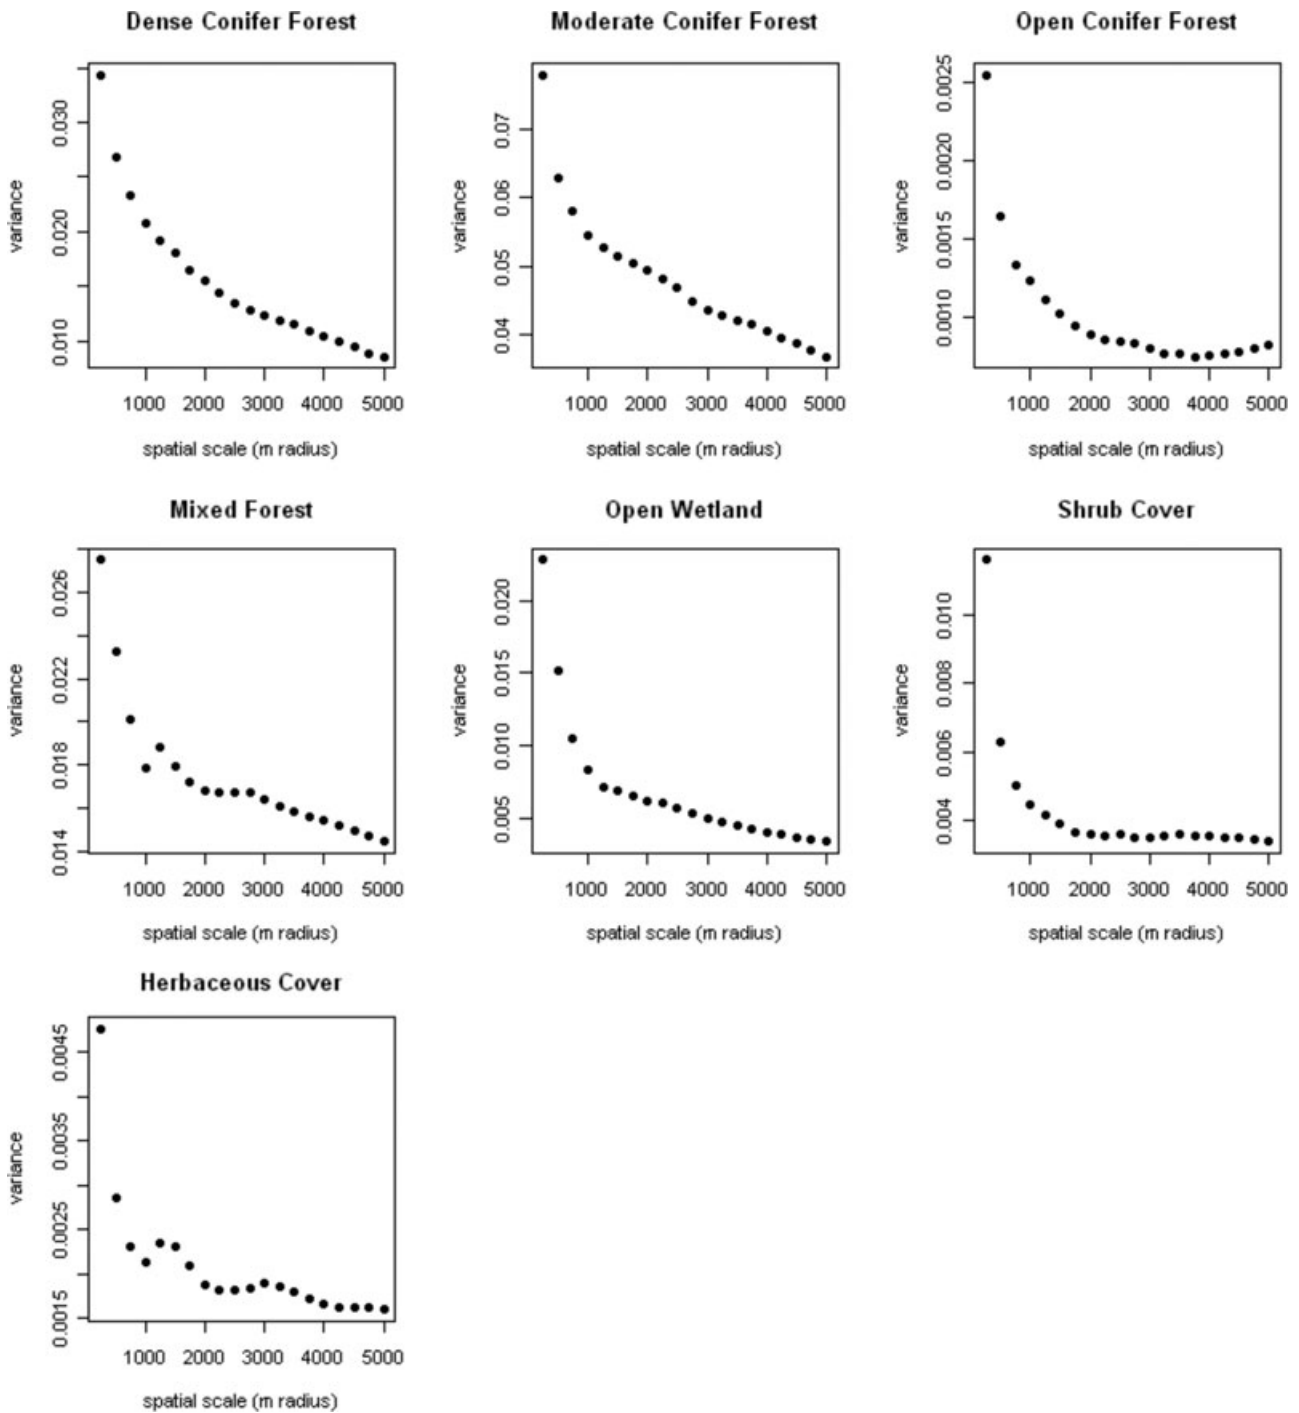 Dense Conifer Forest
variance
0.030
0.020
0.010
1000 2000 3000 4000 5000
spatial scale (m radius)
Moderate Conifer Forest
variance
0.07
0.06
0.05
0.04
1000 2000 3000 4000 5000
spatial scale (m radius)
Open Conifer Forest
variance
0.0025
0.0020
0.0015
0.0010
1000 2000 3000 4000 5000
spatial scale (m radius)
Mixed Forest
variance
0.026
0.022
0.018
0.014
1000 2000 3000 4000 5000
spatial scale (m radius)
Open Wetland
variance
0.020
0.015
0.010
0.005
1000 2000 3000 4000 5000
spatial scale (m radius)
Shrub Cover
variance
0.010
0.008
0.006
0.004
1000 2000 3000 4000 5000
spatial scale (m radius)
Herbaceous Cover
variance
0.0045
0.0035
0.0025
0.0015
1000 2000 3000 4000 5000
spatial scale (m radius)